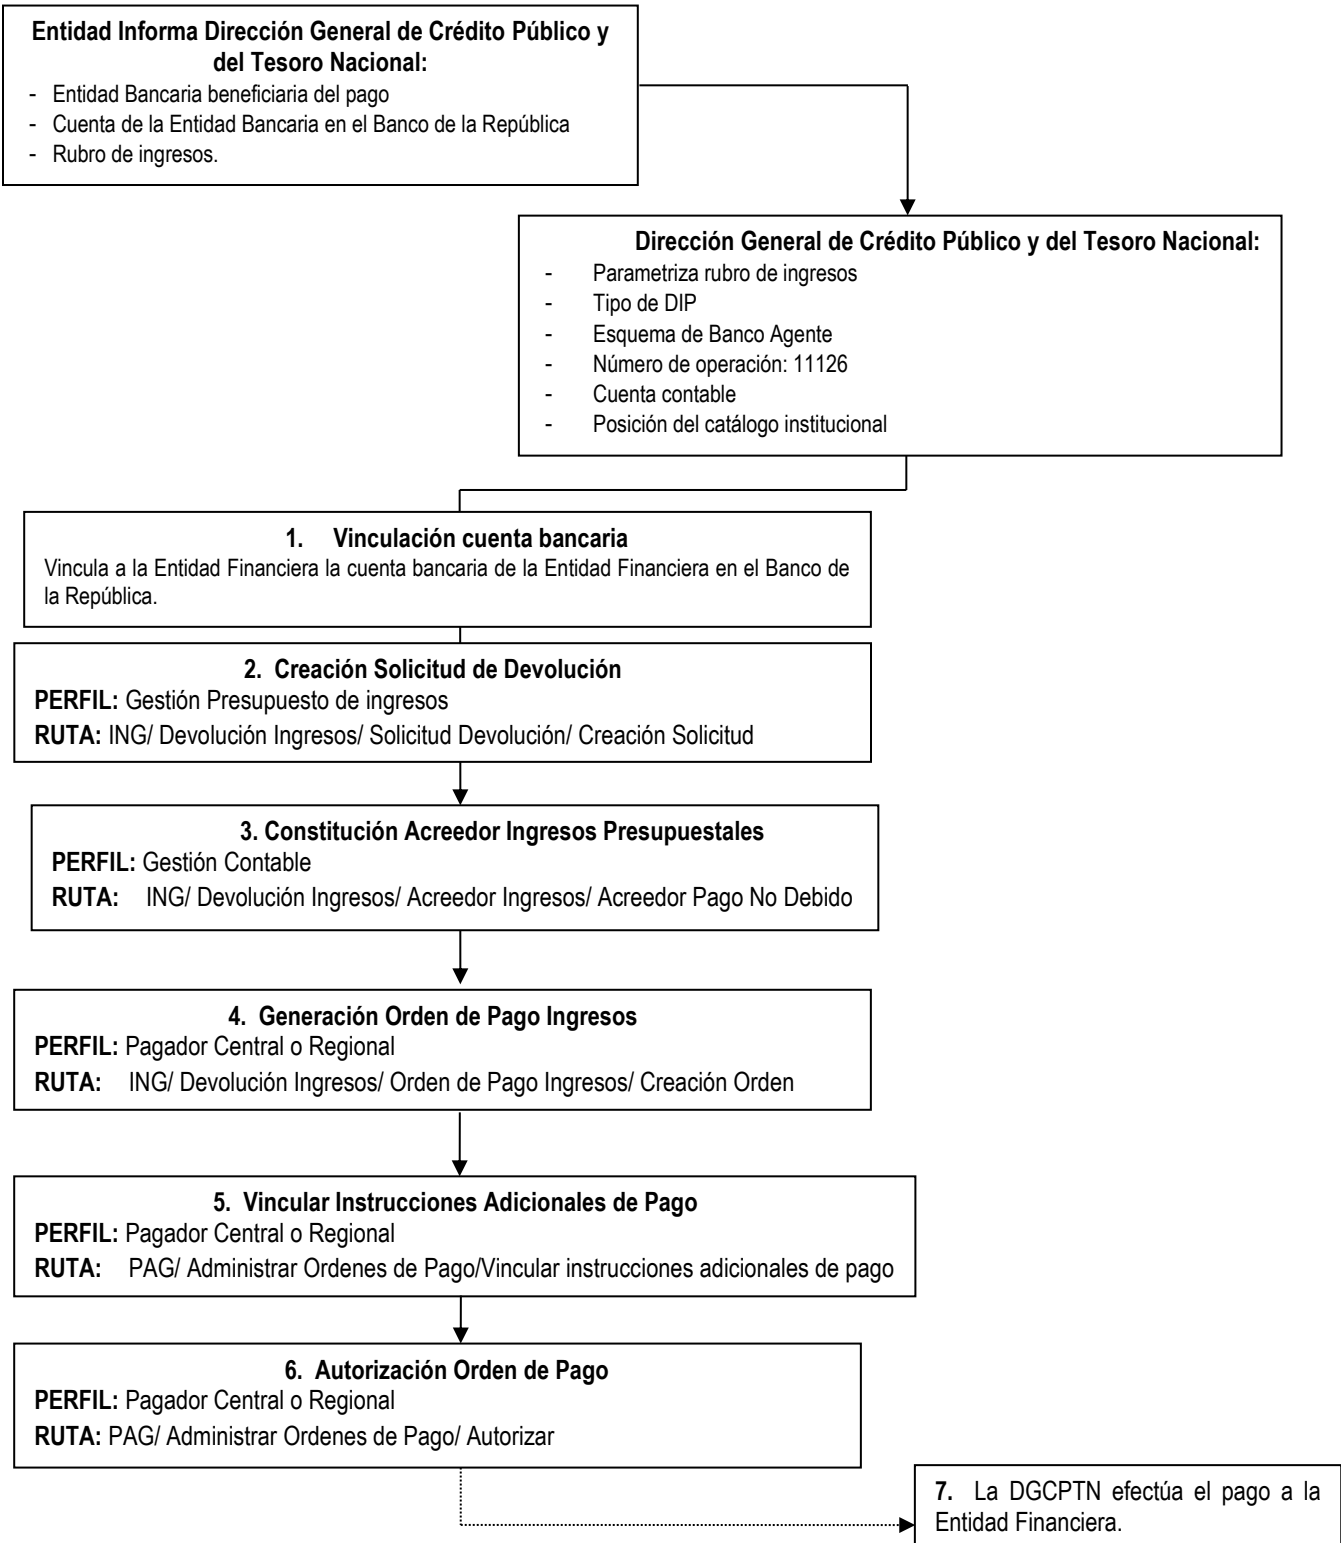 Entidad Informa Dirección General de Crédito Público y
del Tesoro Nacional:
- Entidad Bancaria beneficiaria del pago
- Cuenta de la Entidad Bancaria en el Banco de la República
- Rubro de ingresos.
Dirección General de Crédito Público y del Tesoro Nacional:
- Parametriza rubro de ingresos
- Tipo de DIP
- Esquema de Banco Agente
- Número de operación: 11126
- Cuenta contable
- Posición del catálogo institucional
1. Vinculación cuenta bancaria
Vincula a la Entidad Financiera la cuenta bancaria de la Entidad Financiera en el Banco de
la República.
2. Creación Solicitud de Devolución
PERFIL: Gestión Presupuesto de ingresos
RUTA: ING/ Devolución Ingresos/ Solicitud Devolución/ Creación Solicitud
3. Constitución Acreedor Ingresos Presupuestales
PERFIL: Gestión Contable
RUTA: ING/ Devolución Ingresos/ Acreedor Ingresos/ Acreedor Pago No Debido
4. Generación Orden de Pago Ingresos
PERFIL: Pagador Central o Regional
RUTA: ING/ Devolución Ingresos/ Orden de Pago Ingresos/ Creación Orden
5. Vincular Instrucciones Adicionales de Pago
PERFIL: Pagador Central o Regional
RUTA: PAG/ Administrar Ordenes de Pago/Vincular instrucciones adicionales de pago
6. Autorización Orden de Pago
PERFIL: Pagador Central o Regional
RUTA: PAG/ Administrar Ordenes de Pago/ Autorizar
7. La DGCPTN efectúa el pago a la
Entidad Financiera.